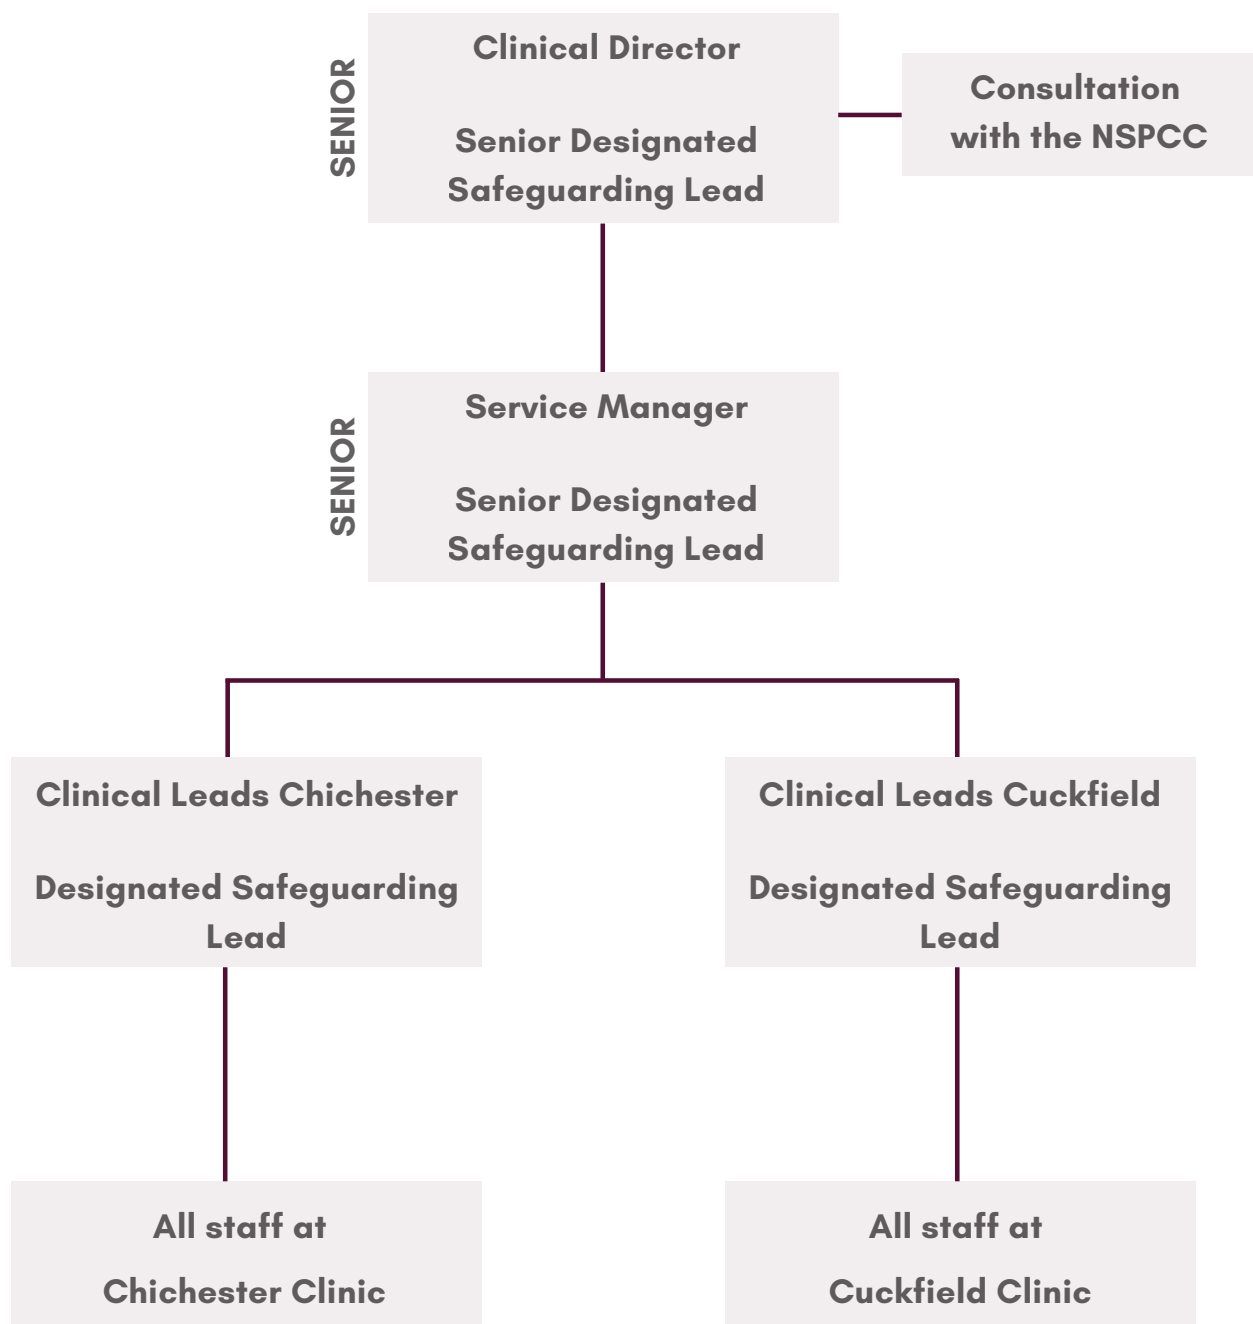 SENIOR
Clinical Director
Senior Designated
Safeguarding Lead
Consultation
with the NSPCC
SENIOR
Service Manager
Senior Designated
Safeguarding Lead
Clinical Leads Chichester
Designated Safeguarding
Lead
Clinical Leads Cuckfield
Designated Safeguarding
Lead
All staff at
Chichester Clinic
All staff at
Cuckfield Clinic